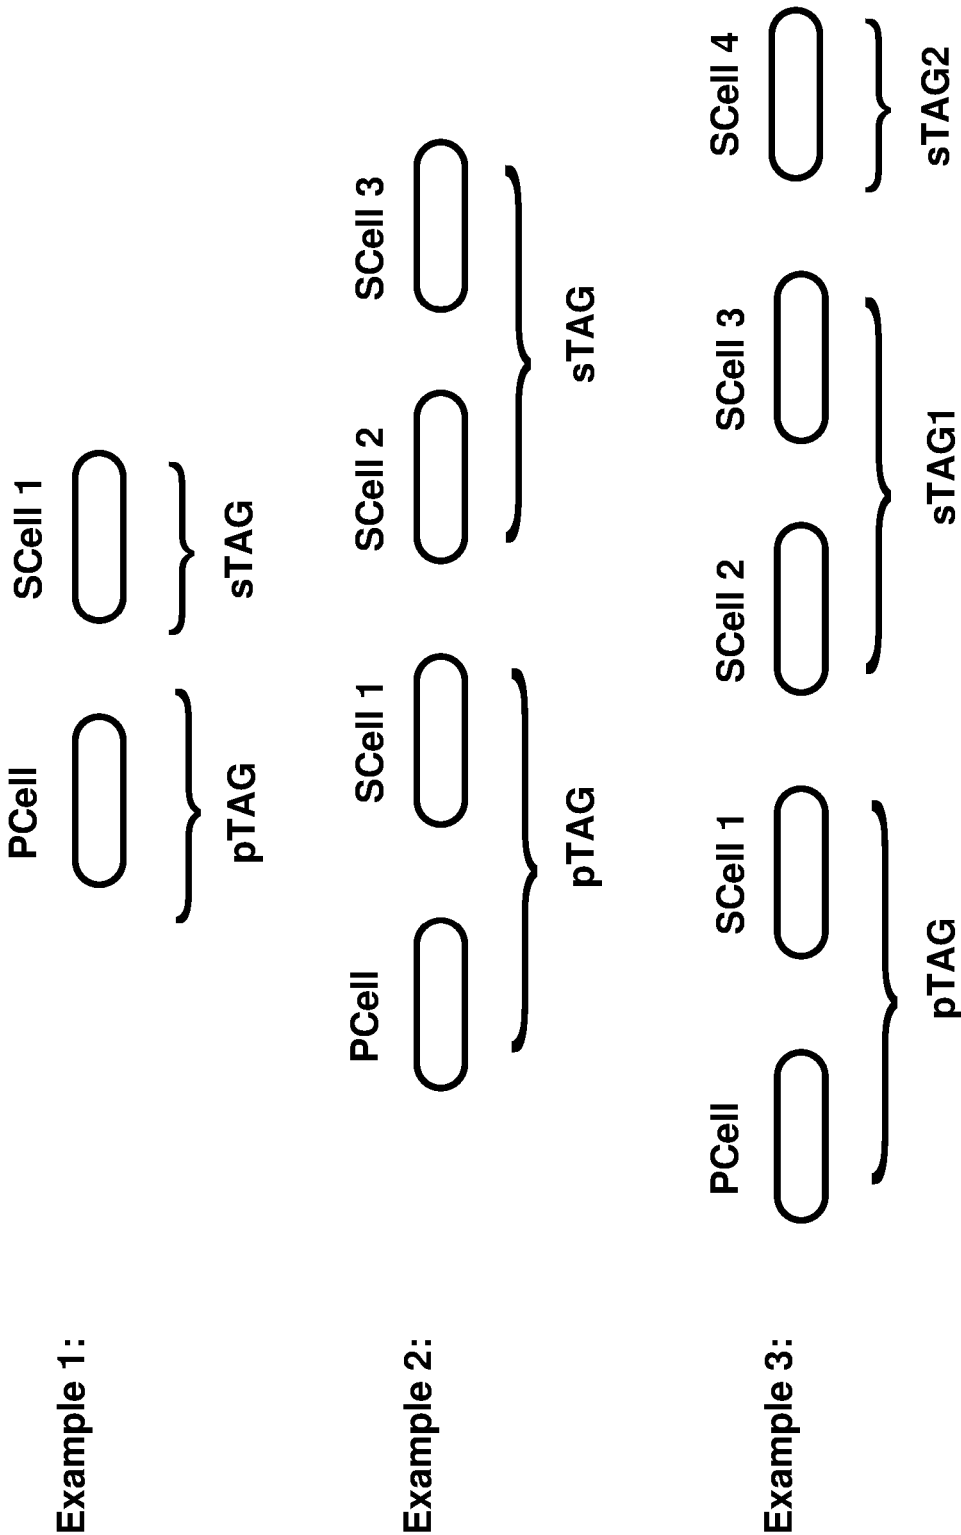 Example 1:
PCell SCell 1
pTAG sTAG
Example 2:
PCell SCell 1 SCell 2 SCell 3
pTAG sTAG
Example 3:
PCell SCell 1 SCell 2 SCell 3 SCell 4
pTAG sTAG1 sTAG2